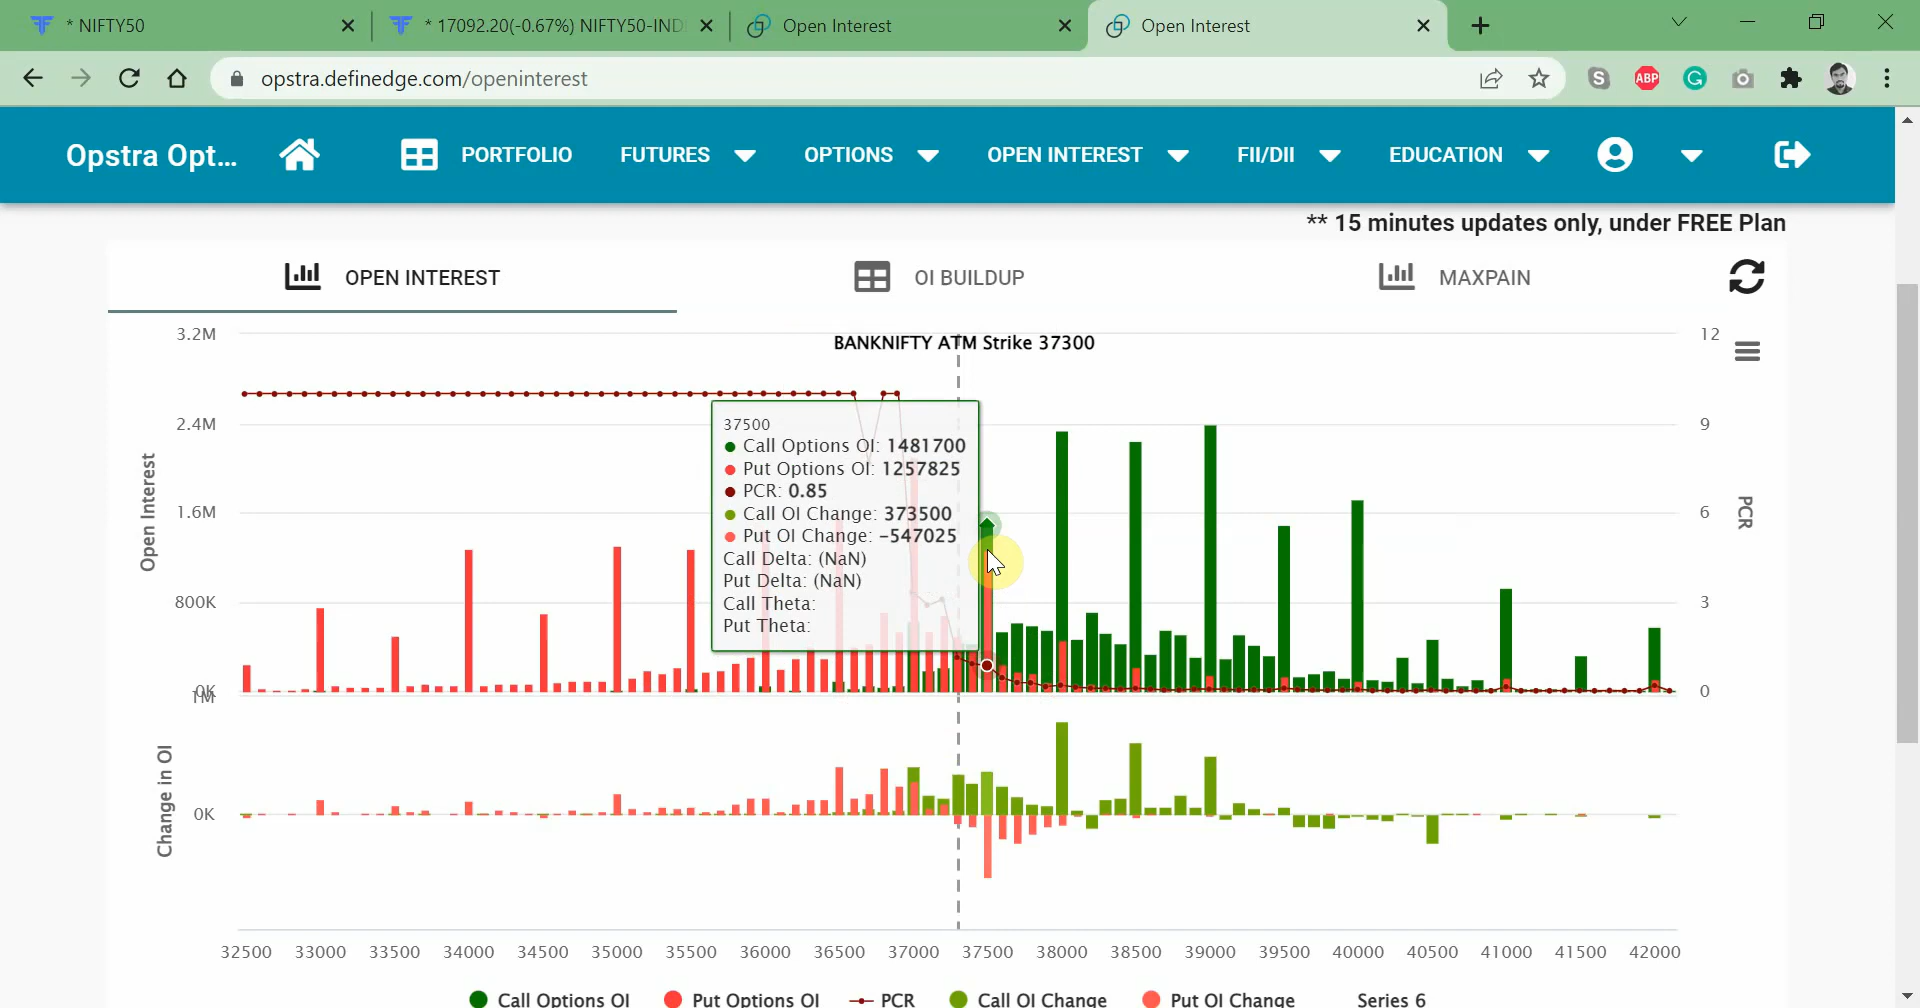 * NIFTY50
* 17092.20(-0.67%) NIFTY50-IND
Open Interest
Open Interest
opstra.definedge.com/openinterest
S
ABP
G
Opstra Opt...
PORTFOLIO
FUTURES
OPTIONS
OPEN INTEREST
FII/DII
EDUCATION
** 15 minutes updates only, under FREE Plan
OPEN INTEREST
OI BUILDUP
MAXPAIN
BANKNIFTY ATM Strike 37300
3.2M
2.4M
1.6M
800K
0K
Open Interest
12
9
6
3
0
PCR
37500
Call Options OI: 1481700
Put Options OI: 1257825
PCR: 0.85
Call OI Change: 373500
Put OI Change: -547025
Call Delta: (NaN)
Put Delta: (NaN)
Call Theta:
Put Theta:
1M
0K
Change in OI
32500 33000 33500 34000 34500 35000 35500 36000 36500 37000 37500 38000 38500 39000 39500 40000 40500 41000 41500 42000
Call Options OI Put Options OI PCR Call OI Change Put OI Change Series 6